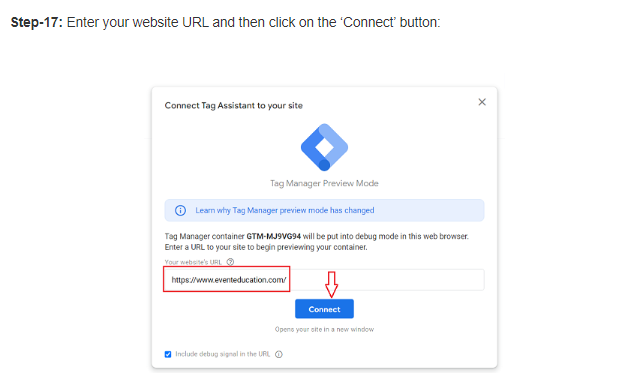 Step-17: Enter your website URL and then click on the ‘Connect’ button:
Connect Tag Assistant to your site
Tag Manager Preview Mode
Learn why Tag Manager preview mode has changed
Tag Manager container GTM-MJ9VG94 will be put into debug mode in this web browser.
Enter a URL to your site to begin previewing your container.
Your website's URL
https://www.eventeducation.com/
Connect
Opens your site in a new window
Include debug signal in the URL